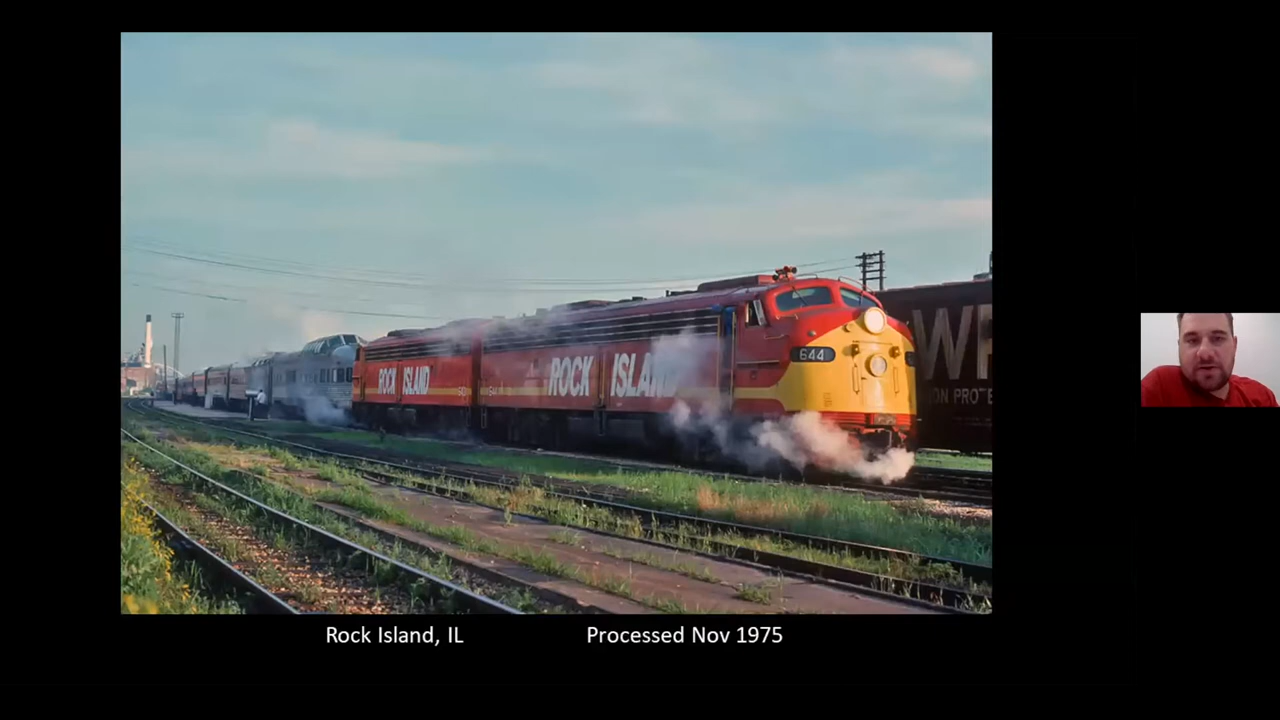 ROCK ISLAND
ROCK ISLAND
644
Rock Island, IL
Processed Nov 1975